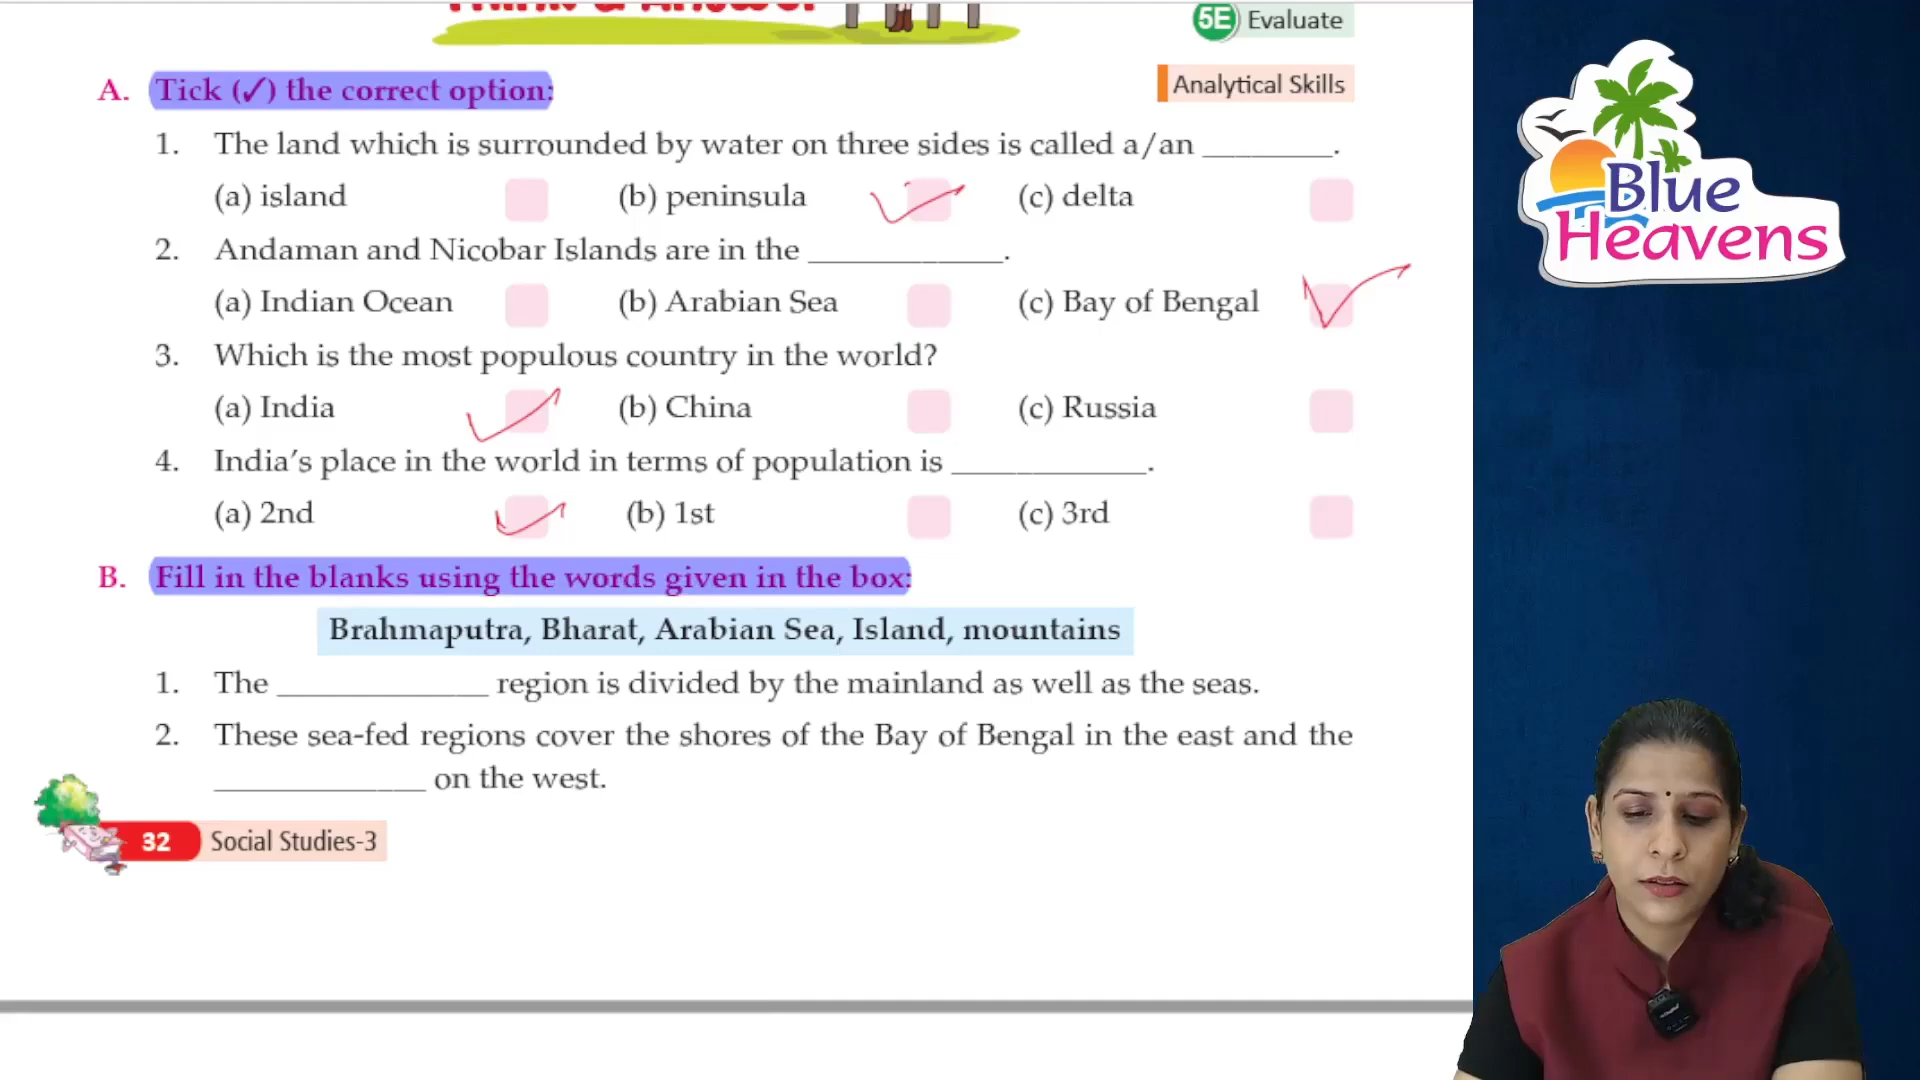 Think & Answer
5E Evaluate
A. Tick (✓) the correct option:
Analytical Skills
1. The land which is surrounded by water on three sides is called a/an ________.
(a) island (b) peninsula (c) delta
2. Andaman and Nicobar Islands are in the ____________.
(a) Indian Ocean (b) Arabian Sea (c) Bay of Bengal
3. Which is the most populous country in the world?
(a) India (b) China (c) Russia
4. India's place in the world in terms of population is ____________.
(a) 2nd (b) 1st (c) 3rd
B. Fill in the blanks using the words given in the box:
Brahmaputra, Bharat, Arabian Sea, Island, mountains
1. The _____________ region is divided by the mainland as well as the seas.
2. These sea-fed regions cover the shores of the Bay of Bengal in the east and the
_____________ on the west.
32 Social Studies-3
Blue
Heavens